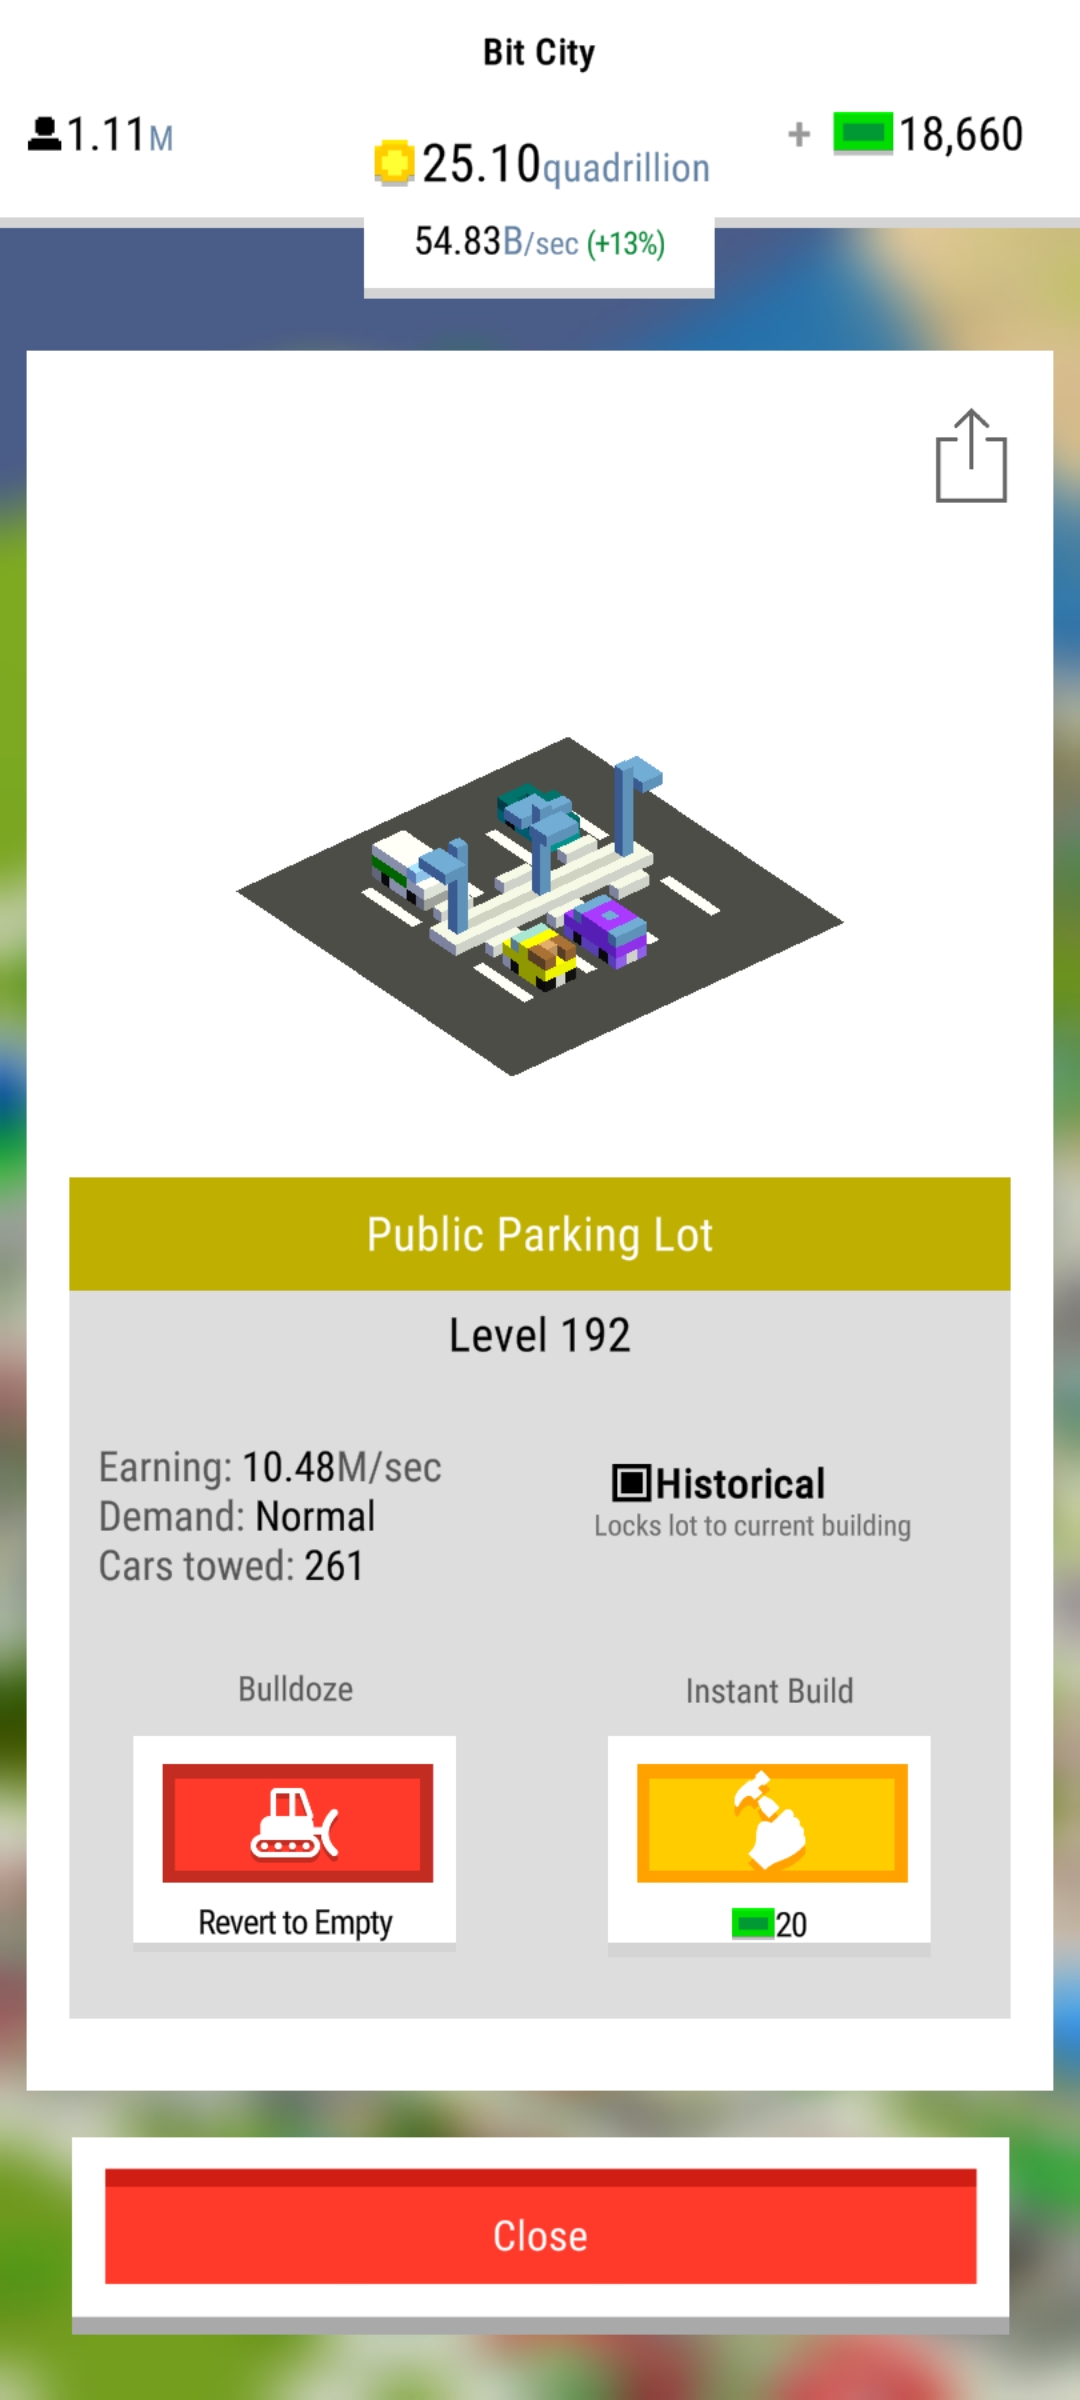 Bit City
1.11M
25.10quadrillion
+ 18,660
54.83B/sec (+13%)
Public Parking Lot
Level 192
Earning: 10.48M/sec
Demand: Normal
Cars towed: 261
Historical
Locks lot to current building
Bulldoze
Revert to Empty
Instant Build
20
Close